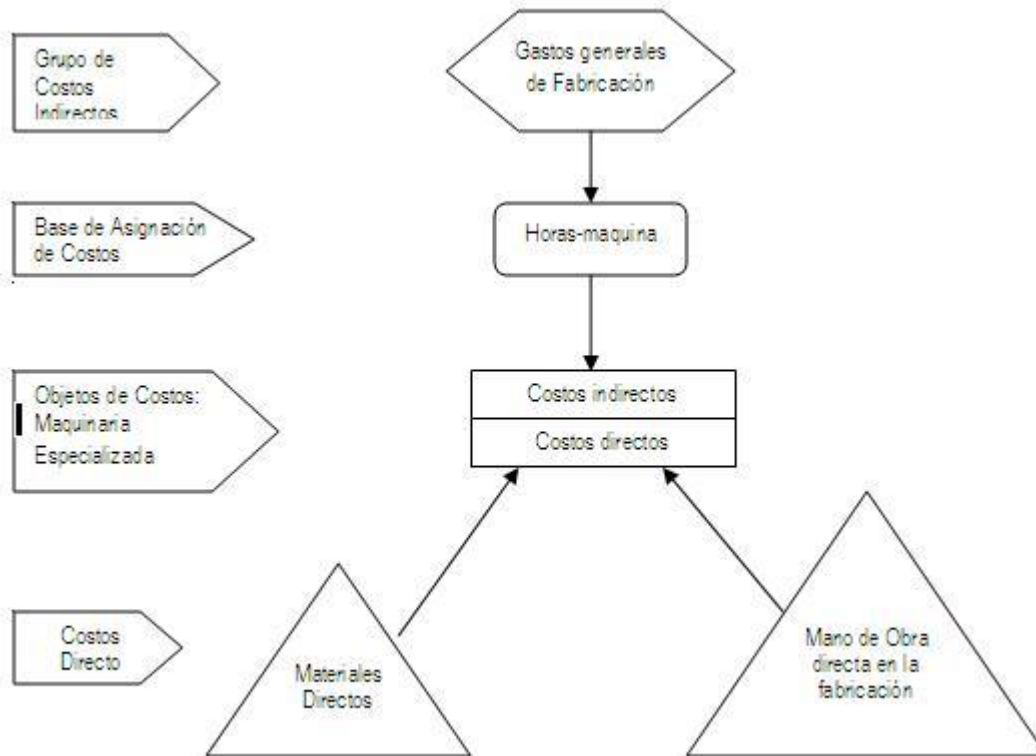 Grupo de
Costos
Indirectos
Gastos generales
de Fabricación
Base de Asignación
de Costos
.
Horas-maquina
Objetos de Costos:
Maquinaria
Especializada
Costos indirectos
Costos directos
Costos
Directo
Materiales
Directos
Mano de Obra
directa en la
fabricación